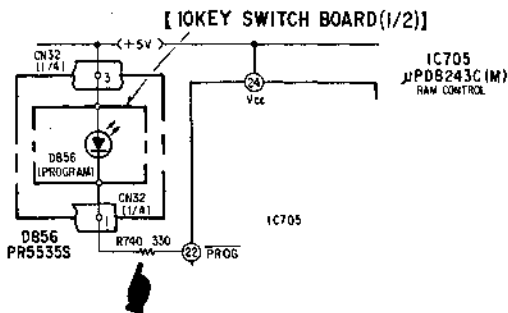 [ 10KEY SWITCH BOARD(1/2)]
+5V
CN32
[1/4]
3
24
Vcc
IC705
μPD8243C(M)
RAM CONTROL
D856
[PROGRAM]
CN32
[1/4]
1
IC705
D856
PR5535S
R740 330
22
PROG